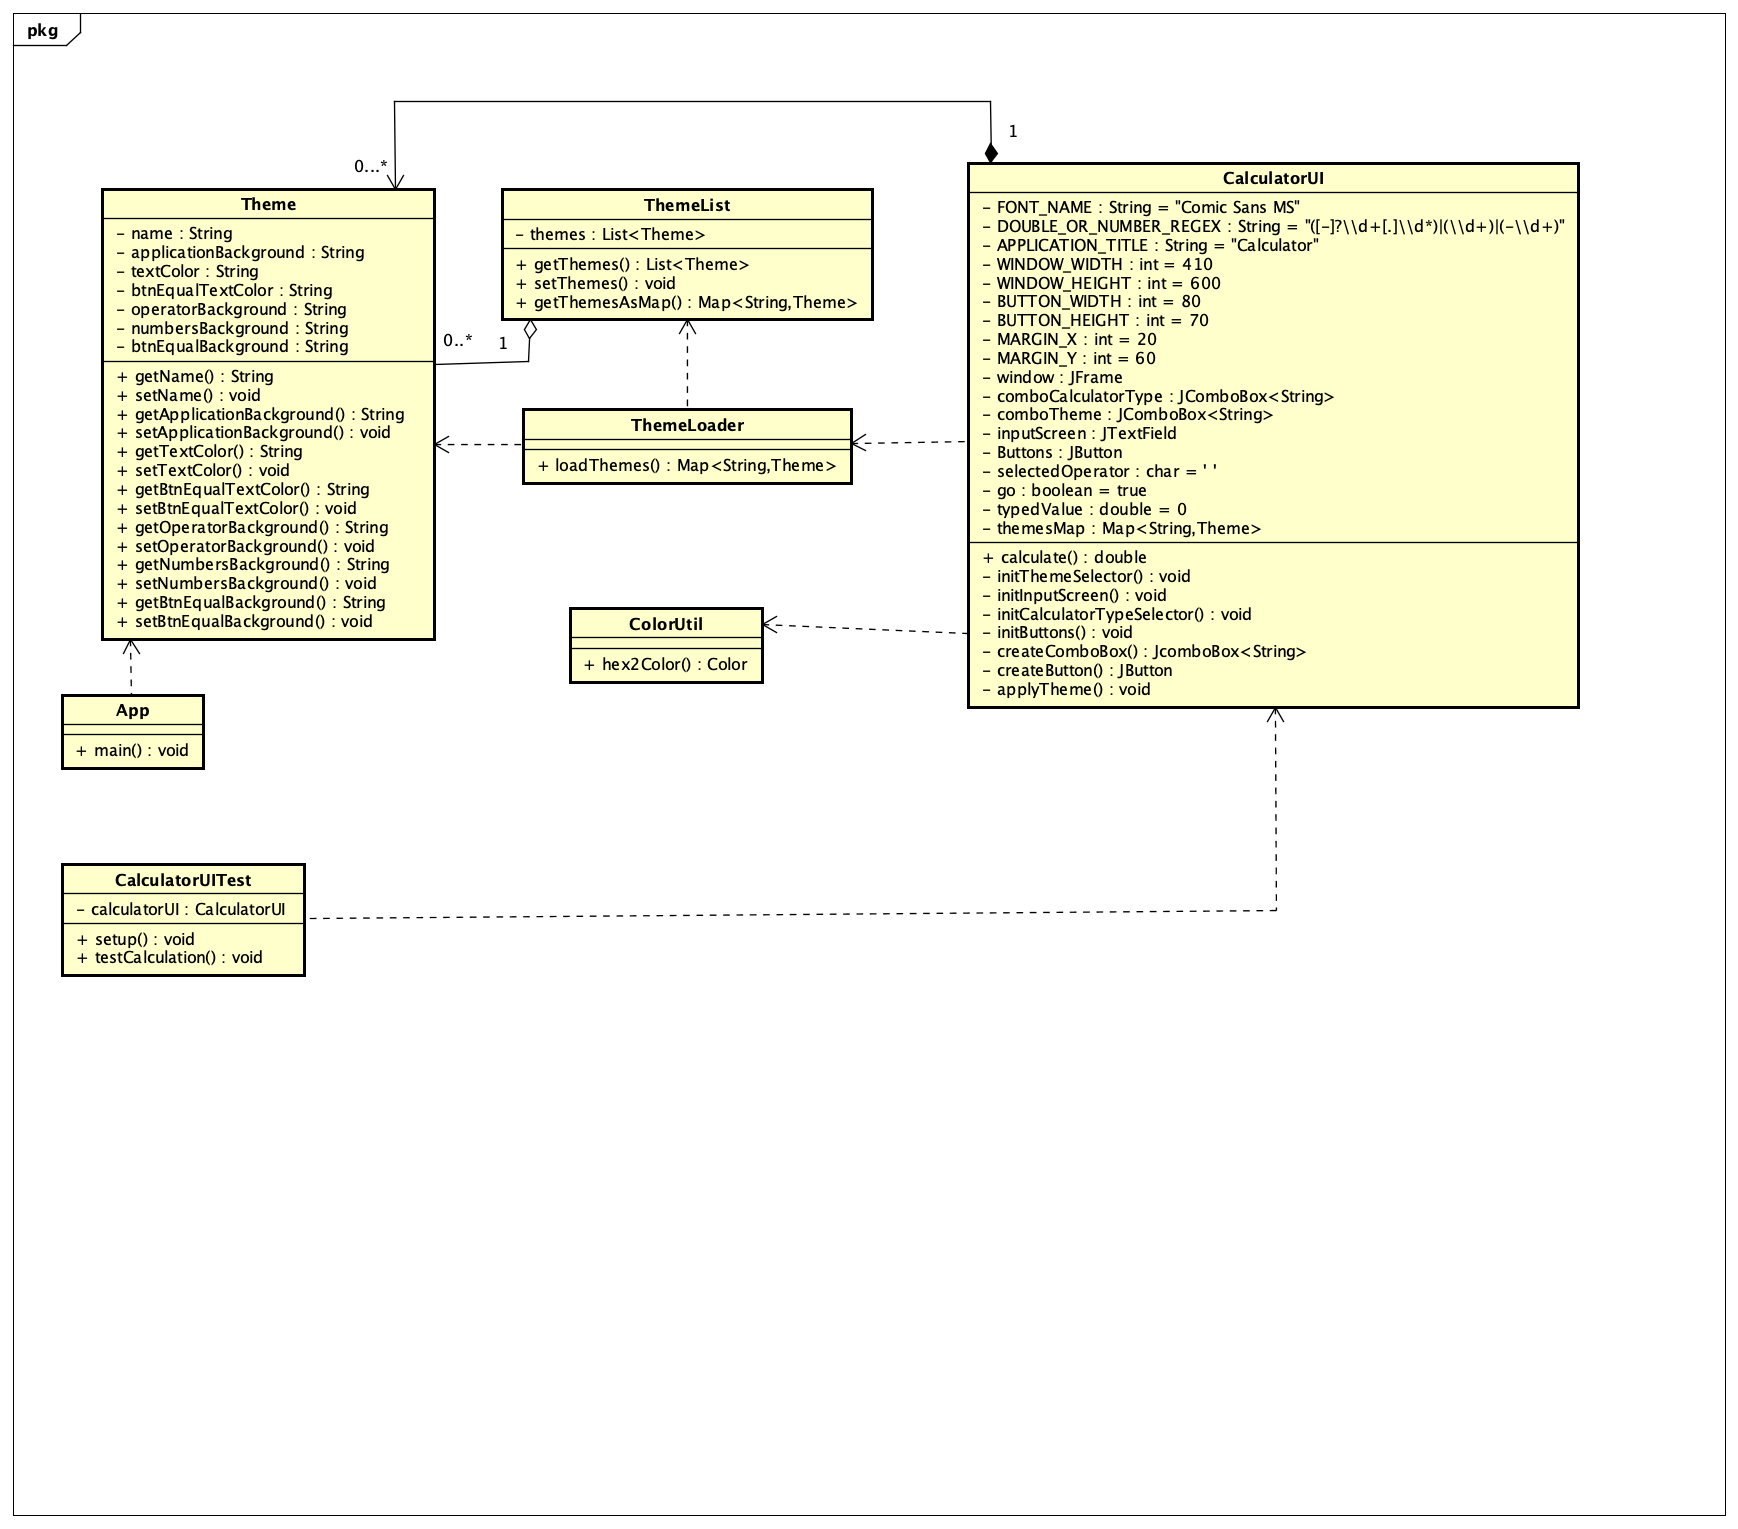 pkg
1
0...*
Theme
- name : String
- applicationBackground : String
- textColor : String
- btnEqualTextColor : String
- operatorBackground : String
- numbersBackground : String
- btnEqualBackground : String
+ getName() : String
+ setName() : void
+ getApplicationBackground() : String
+ setApplicationBackground() : void
+ getTextColor() : String
+ setTextColor() : void
+ getBtnEqualTextColor() : String
+ setBtnEqualTextColor() : void
+ getOperatorBackground() : String
+ setOperatorBackground() : void
+ getNumbersBackground() : String
+ setNumbersBackground() : void
+ getBtnEqualBackground() : String
+ setBtnEqualBackground() : void
ThemeList
- themes : List<Theme>
+ getThemes() : List<Theme>
+ setThemes() : void
+ getThemesAsMap() : Map<String,Theme>
0..*
1
ThemeLoader
+ loadThemes() : Map<String,Theme>
CalculatorUI
- FONT_NAME : String = "Comic Sans MS"
- DOUBLE_OR_NUMBER_REGEX : String = "([-]?\\d+[.]\\d*)|(\\d+)|(-\\d+)"
- APPLICATION_TITLE : String = "Calculator"
- WINDOW_WIDTH : int = 410
- WINDOW_HEIGHT : int = 600
- BUTTON_WIDTH : int = 80
- BUTTON_HEIGHT : int = 70
- MARGIN_X : int = 20
- MARGIN_Y : int = 60
- window : JFrame
- comboCalculatorType : JComboBox<String>
- comboTheme : JComboBox<String>
- inputScreen : JTextField
- Buttons : JButton
- selectedOperator : char = ' '
- go : boolean = true
- typedValue : double = 0
- themesMap : Map<String,Theme>
+ calculate() : double
- initThemeSelector() : void
- initInputScreen() : void
- initCalculatorTypeSelector() : void
- initButtons() : void
- createComboBox() : JcomboBox<String>
- createButton() : JButton
- applyTheme() : void
ColorUtil
+ hex2Color() : Color
App
+ main() : void
CalculatorUITest
- calculatorUI : CalculatorUI
+ setup() : void
+ testCalculation() : void